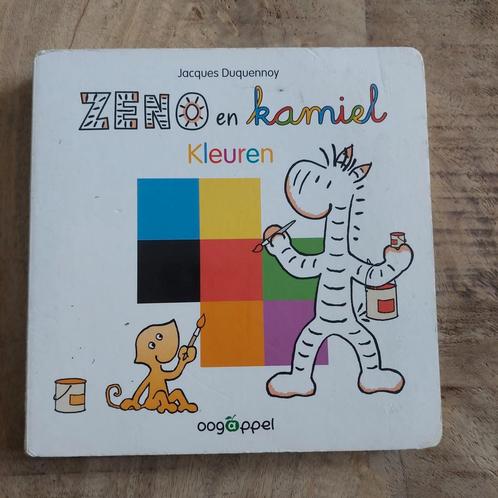 Jacques Duquennoy
ZENO en kamiel
Kleuren
oogappel